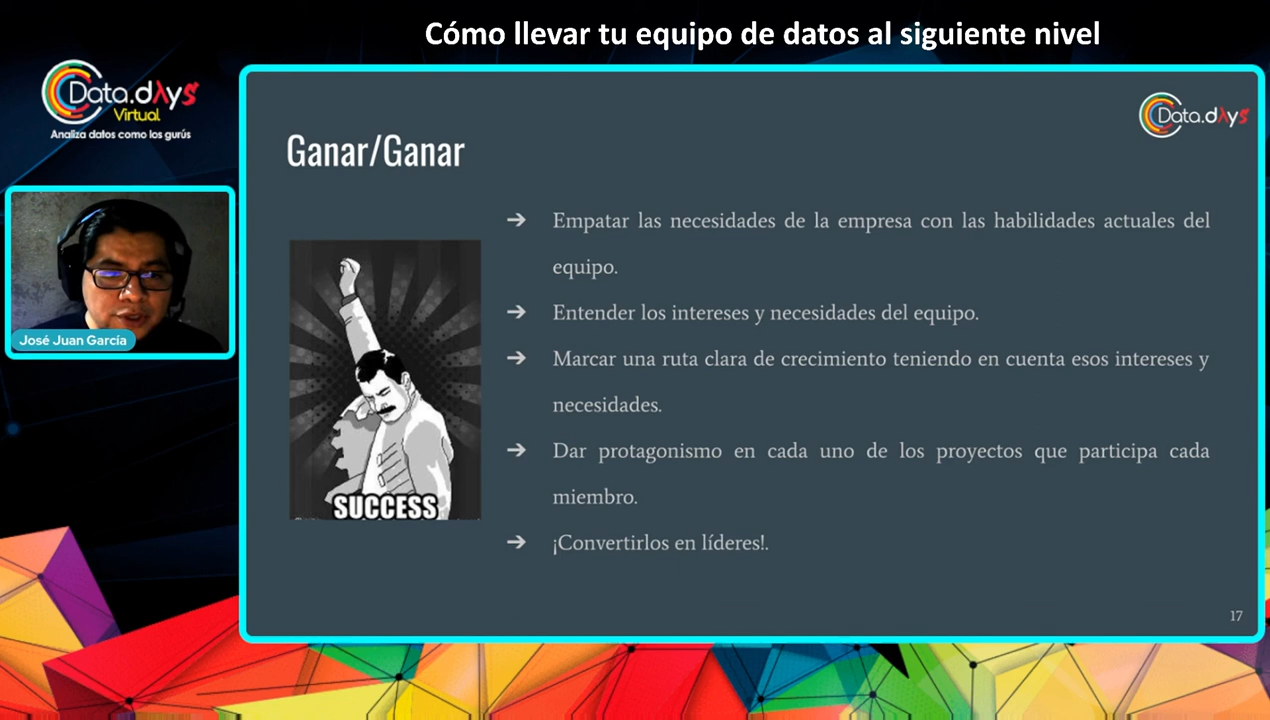 Cómo llevar tu equipo de datos al siguiente nivel
Data.dAys
Virtual
Analiza datos como los gurús
José Juan García
Data.dAys
Ganar/Ganar
SUCCESS
➔ Empatar las necesidades de la empresa con las habilidades actuales del
equipo.
➔ Entender los intereses y necesidades del equipo.
➔ Marcar una ruta clara de crecimiento teniendo en cuenta esos intereses y
necesidades.
➔ Dar protagonismo en cada uno de los proyectos que participa cada
miembro.
➔ ¡Convertirlos en líderes!.
17